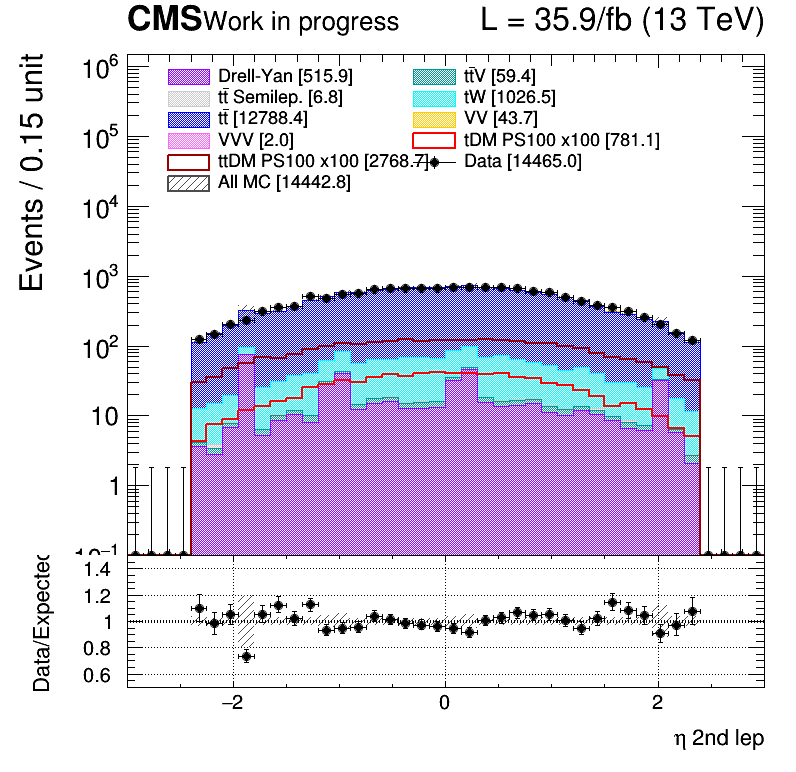 CMS Work in progress L = 35.9/fb (13 TeV)
Events / 0.15 unit
10⁶
10⁵
10⁴
10³
10²
10
1
10⁻¹
Drell-Yan [515.9] tt̄V [59.4]
tt̄ Semilep. [6.8] tW [1026.5]
tt̄ [12788.4] VV [43.7]
VVV [2.0] tDM PS100 x100 [781.1]
ttDM PS100 x100 [2768.7] Data [14465.0]
All MC [14442.8]
Data/Expected
1.4
1.2
1
0.8
0.6
−2 0 2
η 2nd lep